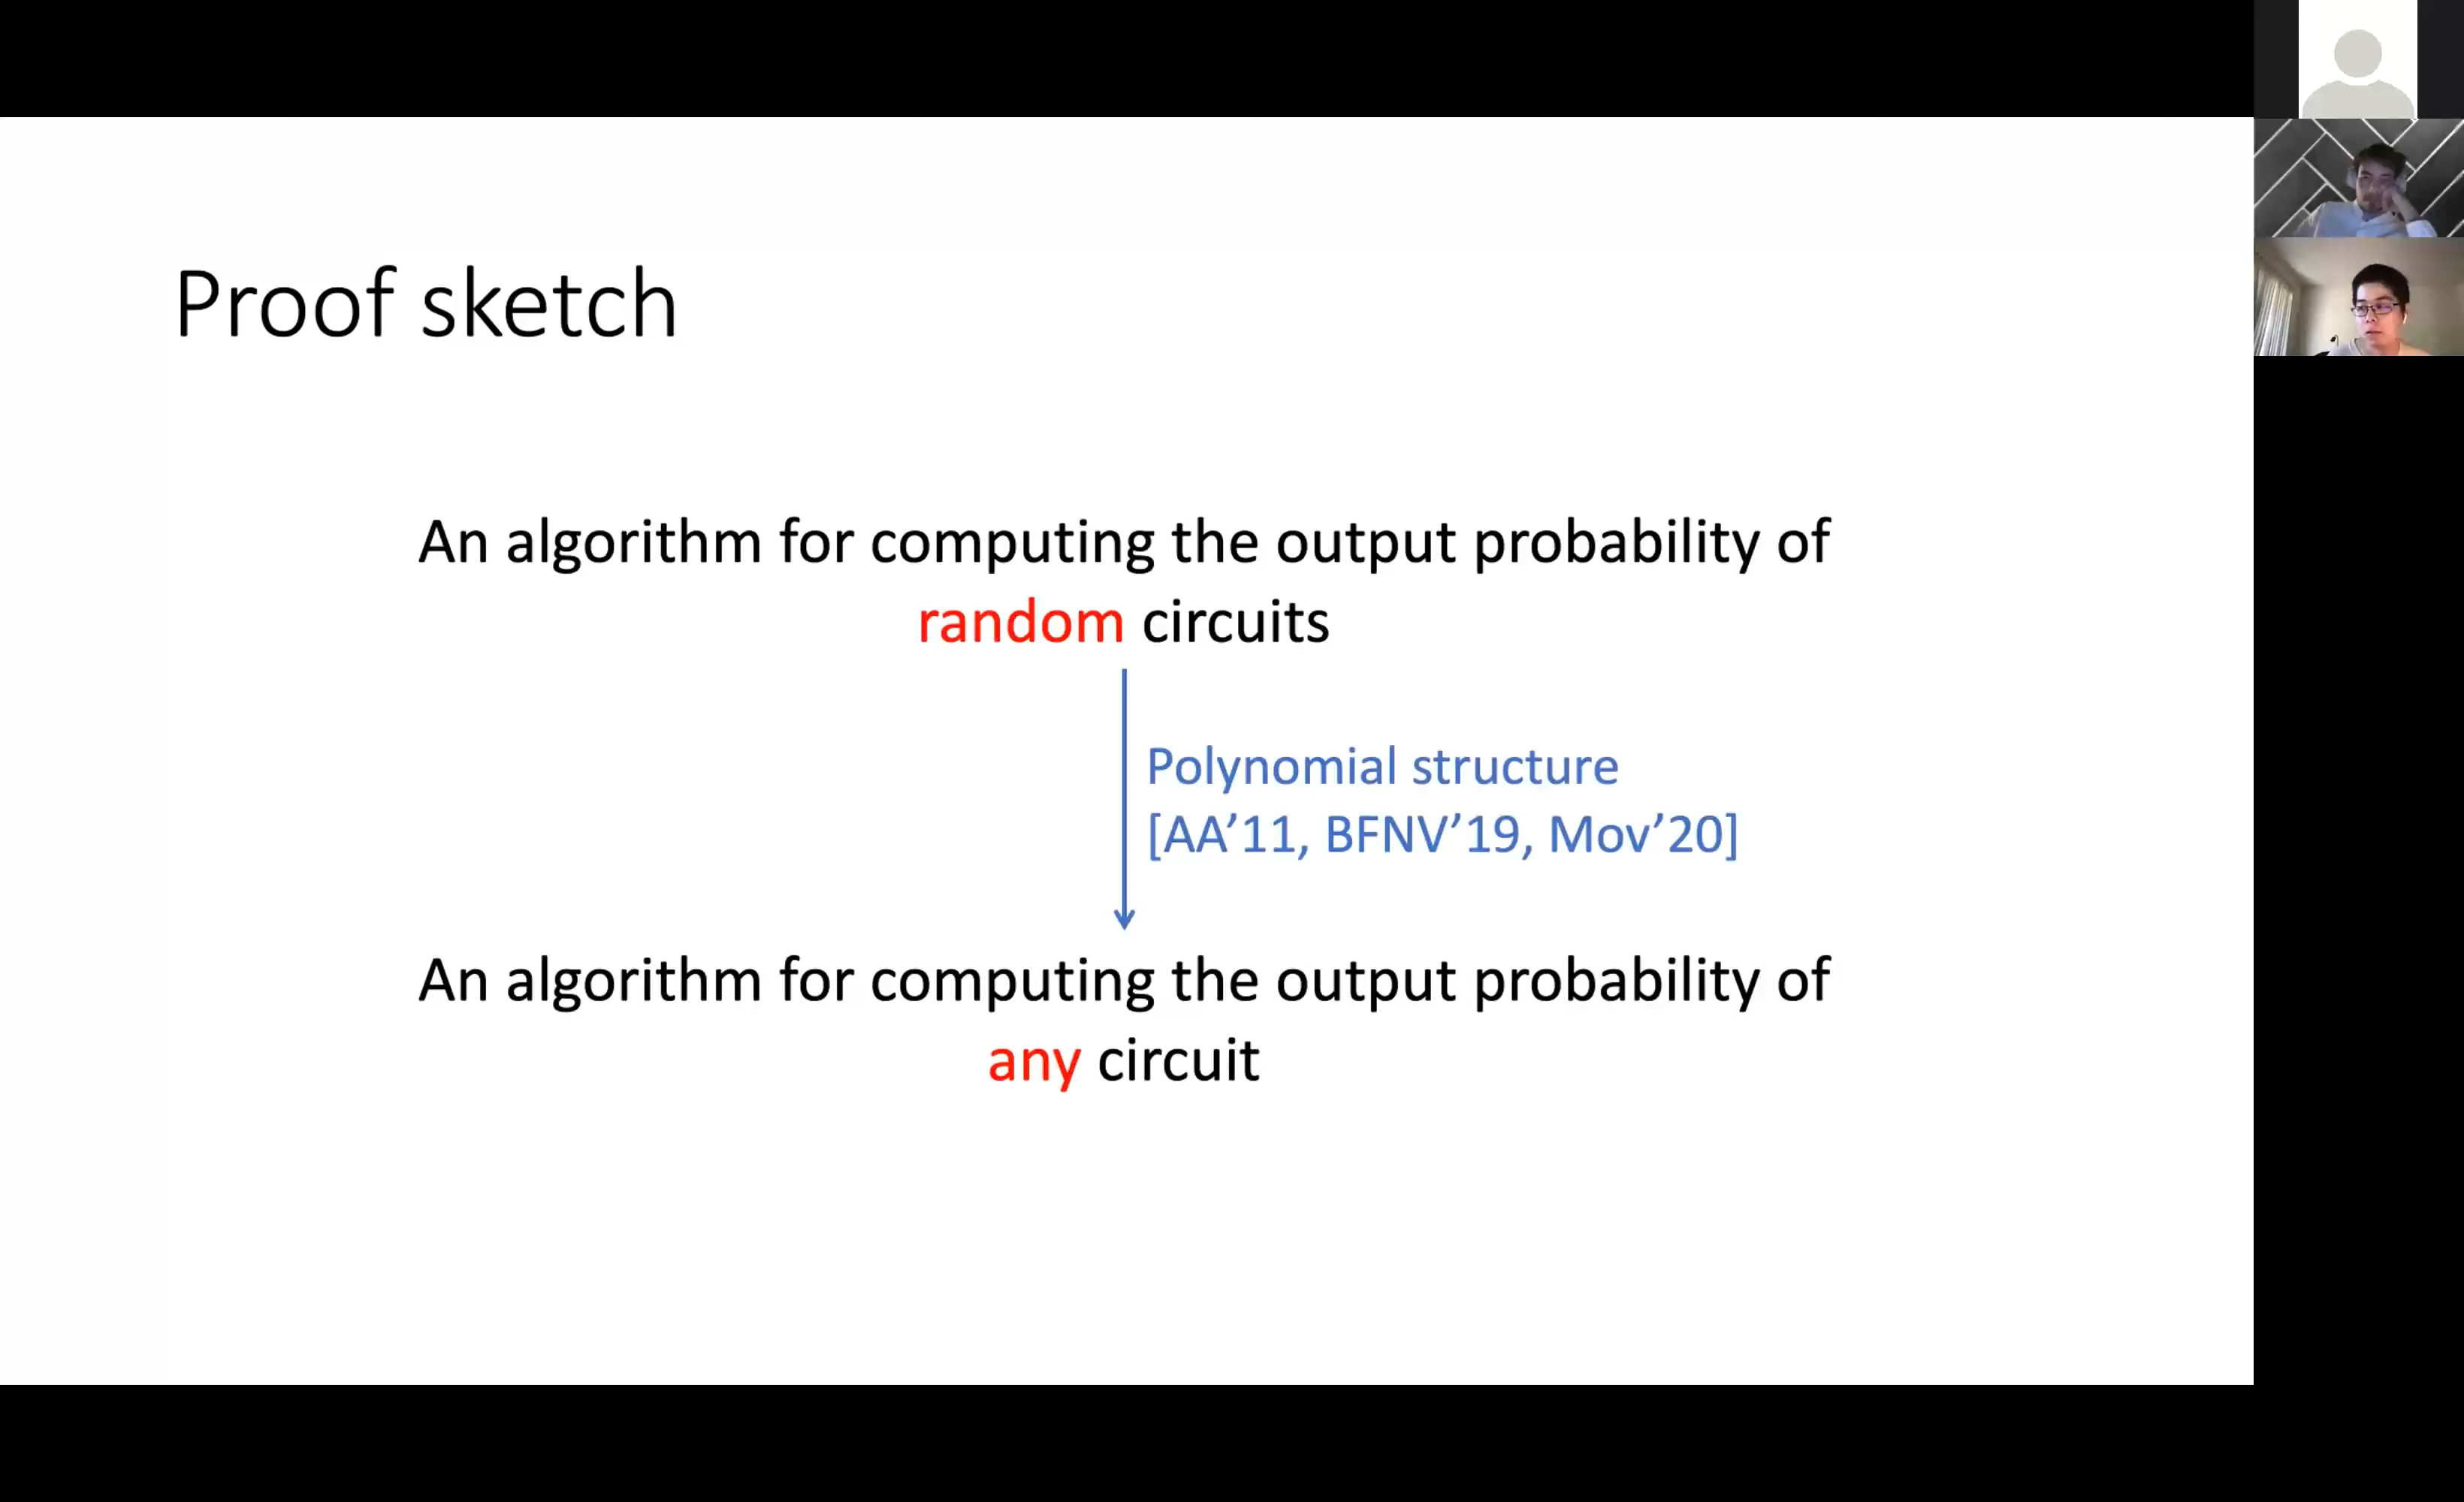 Proof sketch
An algorithm for computing the output probability of
random circuits
Polynomial structure
[AA’11, BFNV’19, Mov’20]
An algorithm for computing the output probability of
any circuit